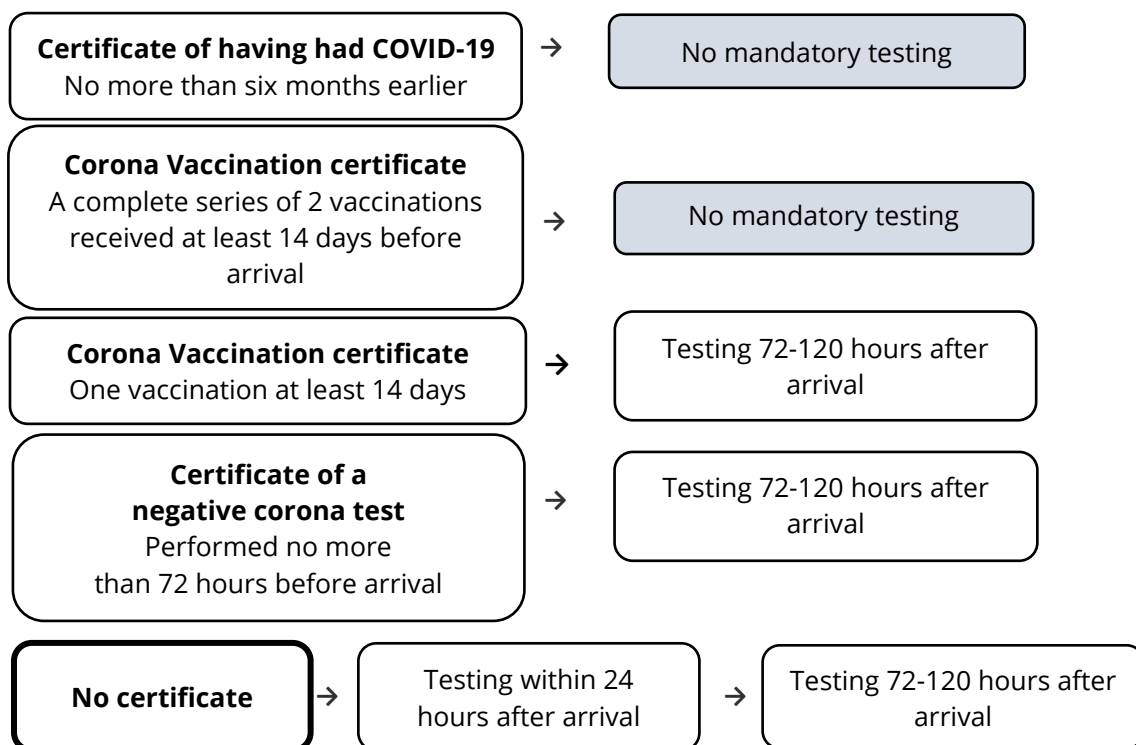 Certificate of having had COVID-19
No more than six months earlier
→
No mandatory testing
Corona Vaccination certificate
A complete series of 2 vaccinations
received at least 14 days before
arrival
→
No mandatory testing
Corona Vaccination certificate
One vaccination at least 14 days
→
Testing 72-120 hours after
arrival
Certificate of a
negative corona test
Performed no more
than 72 hours before arrival
→
Testing 72-120 hours after
arrival
No certificate
→
Testing within 24
hours after arrival
→
Testing 72-120 hours after
arrival